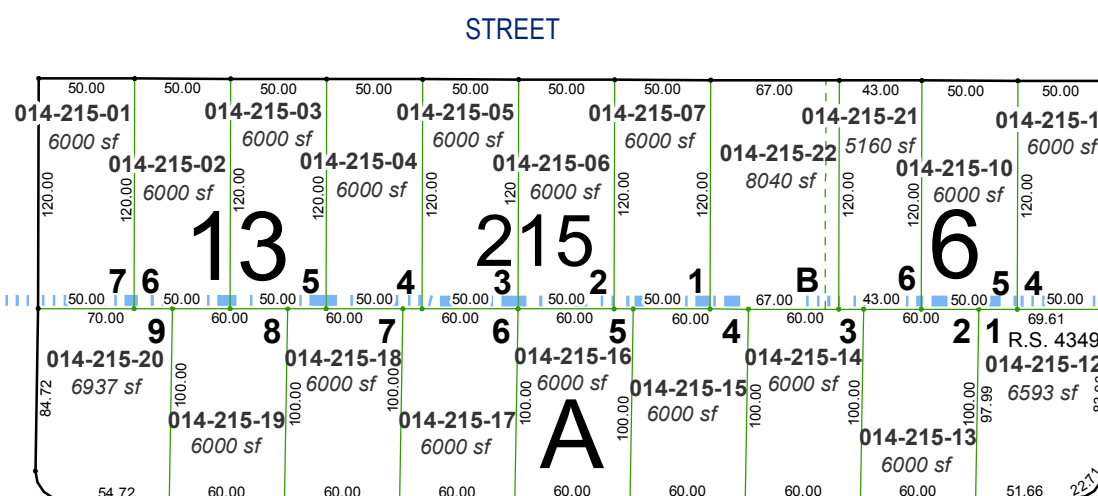 STREET
50.00 50.00 50.00 50.00 50.00 50.00 50.00 67.00 43.00 50.00 50.00
014-215-01 014-215-03 014-215-05 014-215-07 014-215-21 014-215-1
6000 sf 6000 sf 6000 sf 6000 sf 5160 sf 6000 sf
014-215-02 014-215-04 014-215-06 014-215-22 014-215-10
6000 sf 6000 sf 6000 sf 8040 sf 6000 sf
120.00 120.00 120.00 120.00 120.00 120 120.00 120.00 120.00 120.00 120.00
13 215 6
7 6 5 4 3 2 1 B 6 5 4
50.00 50.00 50.00 50.00 50.00 50.00 50.00 67.00 43.00 50.00 50.00
70.00 60.00 60.00 60.00 60.00 60.00 60.00 60.00 69.61
9 8 7 6 5 4 3 2 1
R.S. 4349
014-215-20 014-215-18 014-215-16 014-215-14 014-215-12
6937 sf 6000 sf 6000 sf 6000 sf 6593 sf
84.72 100.00 100.00 100.00 100.00 100.00 100.00 100.00 100.00 97.99
014-215-19 014-215-17 014-215-15 014-215-13
6000 sf 6000 sf 6000 sf 6000 sf
A
54.72 60.00 60.00 60.00 60.00 60.00 60.00 60.00 51.66 22.71